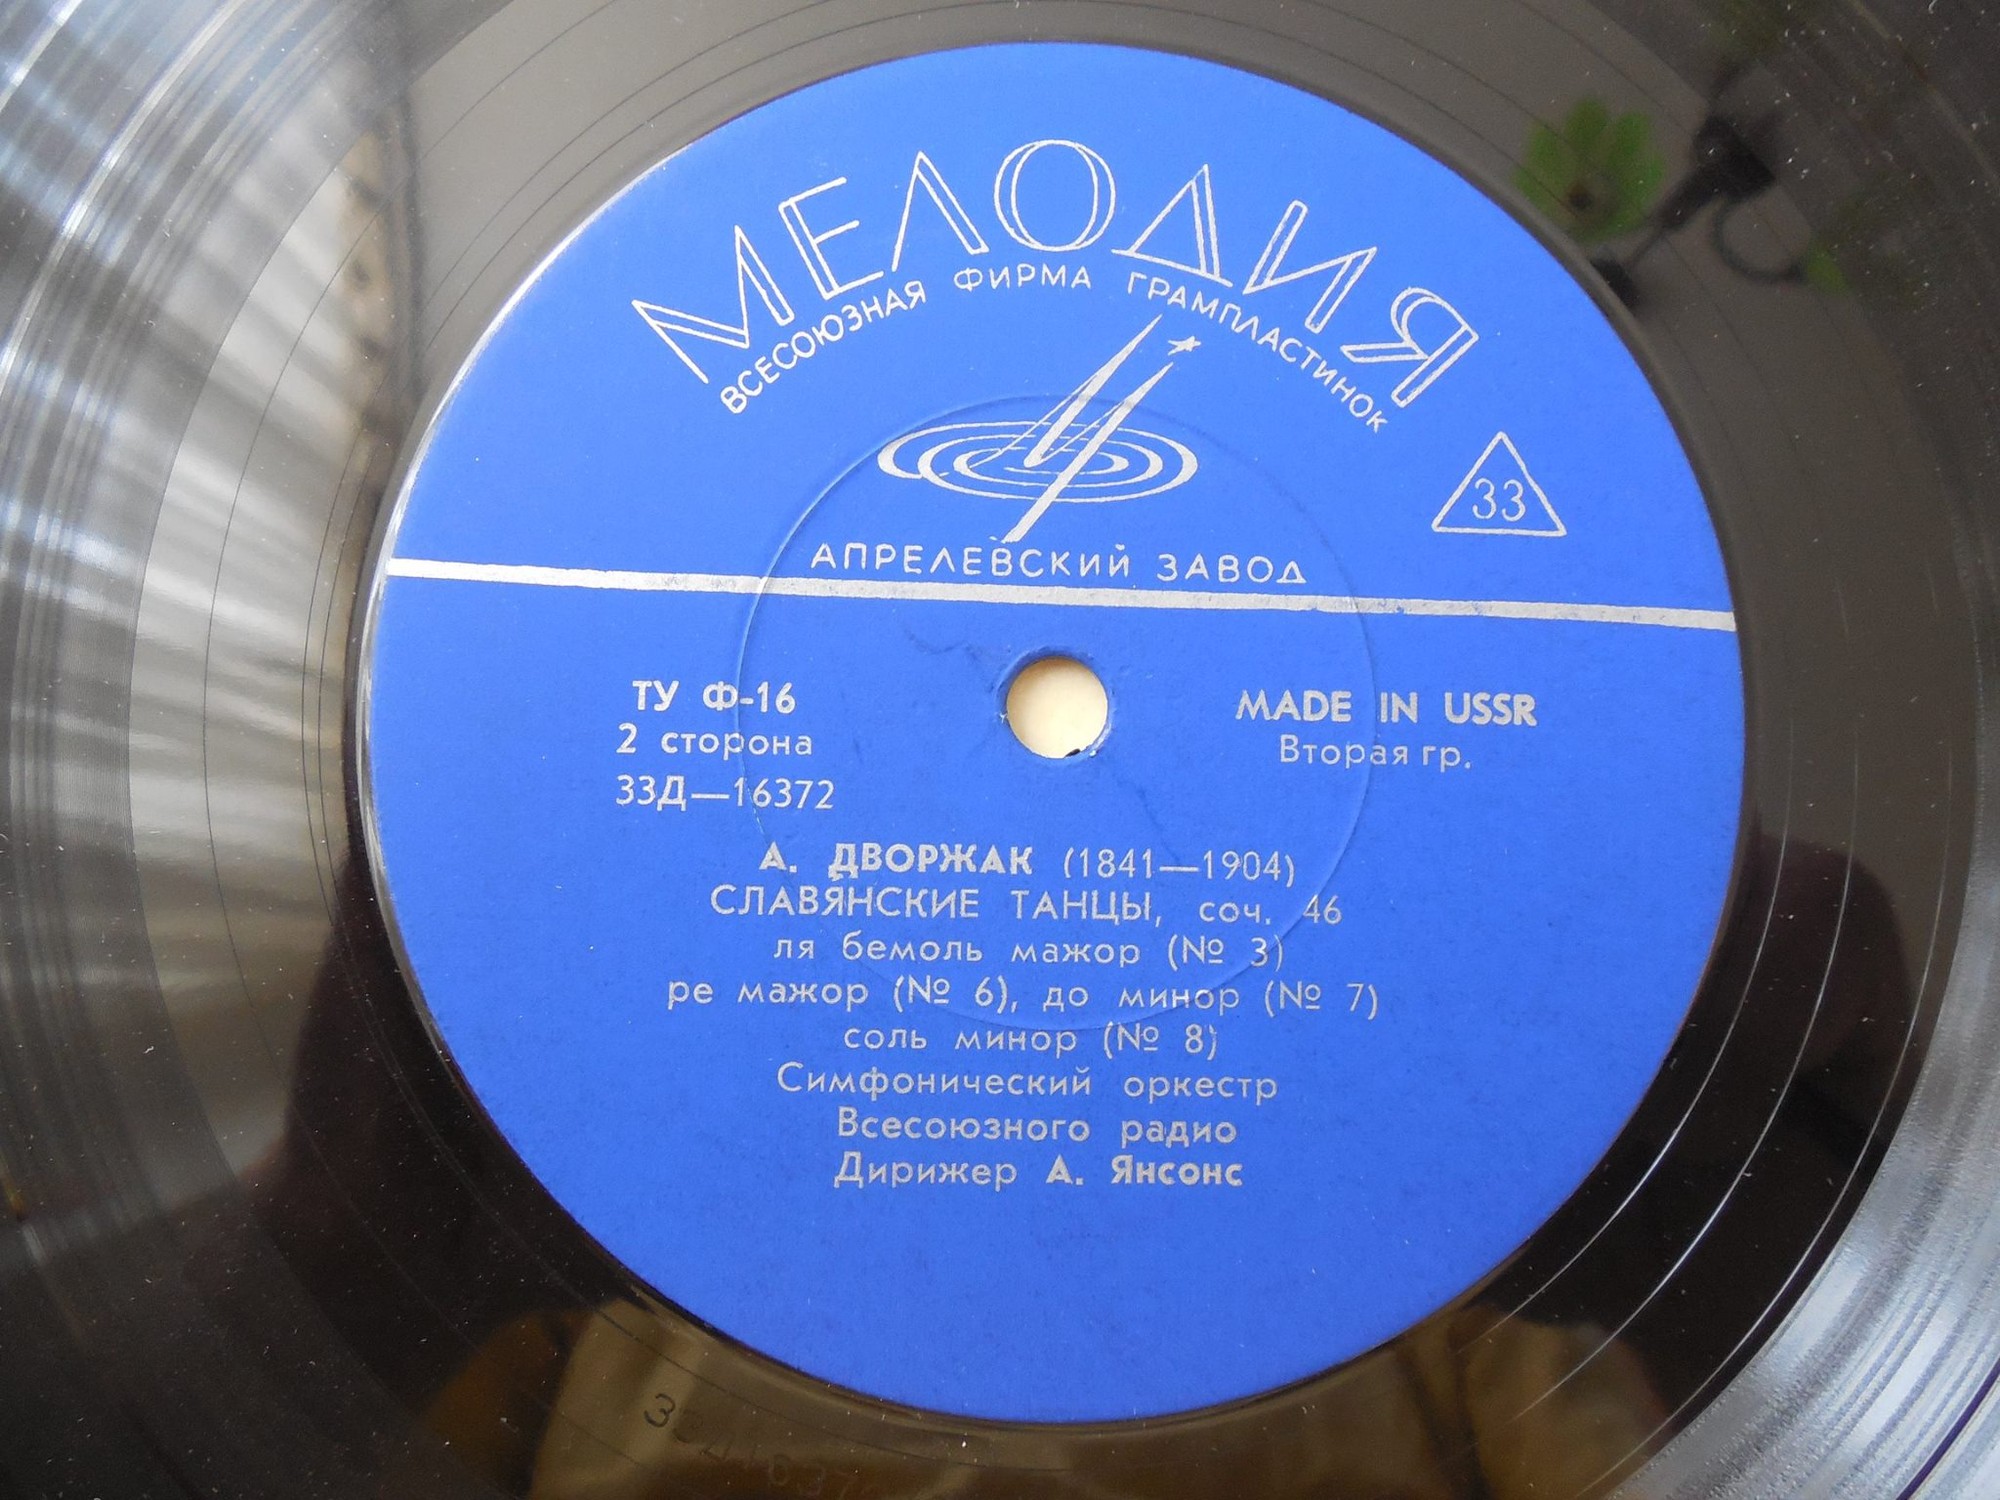 МЕЛОДИЯ
ВСЕСОЮЗНАЯ ФИРМА ГРАМПЛАСТИНОК
33
АПРЕЛЕВСКИЙ ЗАВОД
ТУ Ф-16
2 сторона
33Д—16372
MADE IN USSR
Вторая гр.
А. ДВОРЖАК (1841—1904)
СЛАВЯНСКИЕ ТАНЦЫ, соч. 46
ля бемоль мажор (№ 3)
ре мажор (№ 6), до минор (№ 7)
соль минор (№ 8)
Симфонический оркестр
Всесоюзного радио
Дирижер А. Янсонс